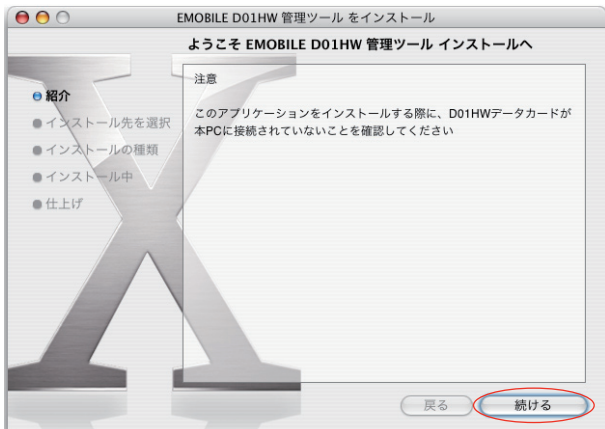 EMOBILE D01HW 管理ツール をインストール
ようこそ EMOBILE D01HW 管理ツール インストールへ
紹介
インストール先を選択
インストールの種類
インストール中
仕上げ
注意
このアプリケーションをインストールする際に、D01HWデータカードが
本PCに接続されていないことを確認してください
戻る
続ける